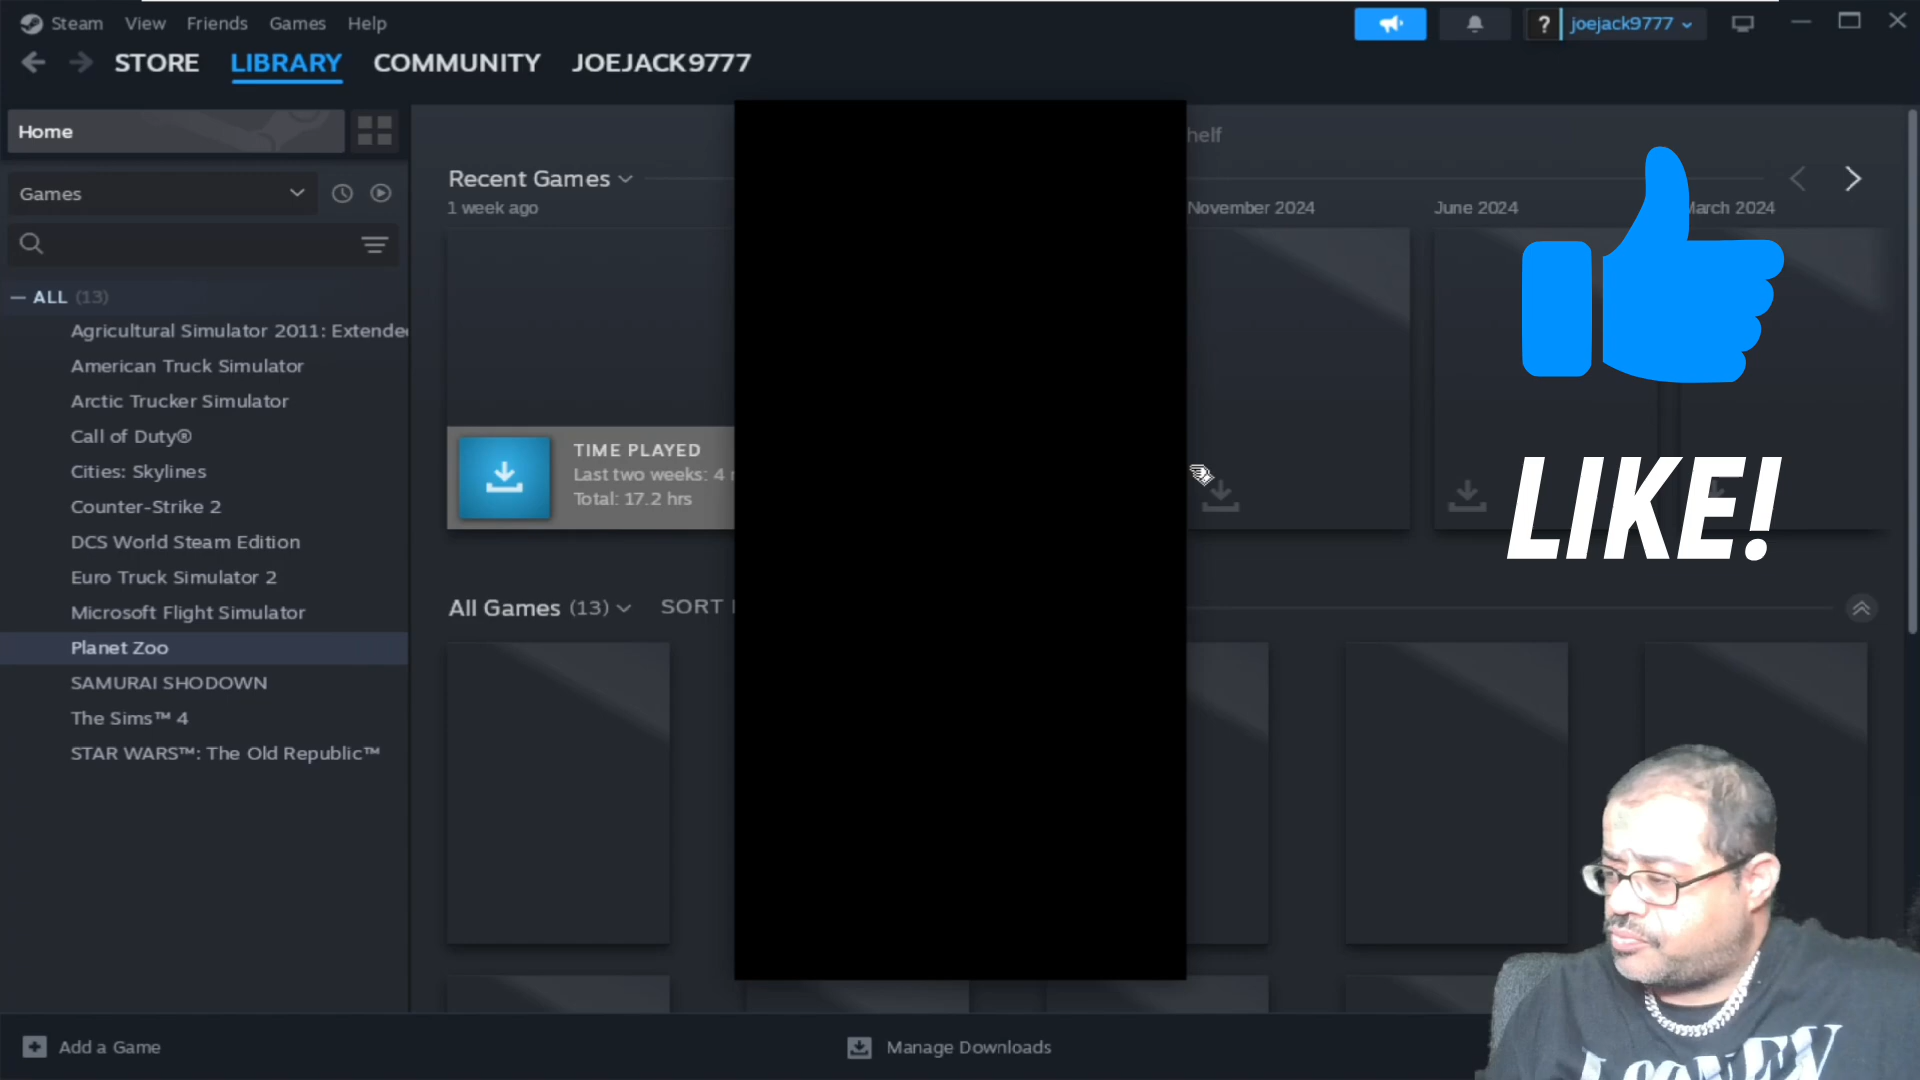 Steam View Friends Games Help
? joejack9777
STORE LIBRARY COMMUNITY JOEJACK9777
Home
helf
Recent Games
Games
1 week ago
November 2024
June 2024
March 2024
ALL (13)
Agricultural Simulator 2011: Extended
American Truck Simulator
Arctic Trucker Simulator
Call of Duty®
Cities: Skylines
Counter-Strike 2
DCS World Steam Edition
Euro Truck Simulator 2
Microsoft Flight Simulator
Planet Zoo
SAMURAI SHODOWN
The Sims™ 4
STAR WARS™: The Old Republic™
TIME PLAYED
Last two weeks: 4
Total: 17.2 hrs
LIKE!
All Games (13) SORT
Add a Game
Manage Downloads